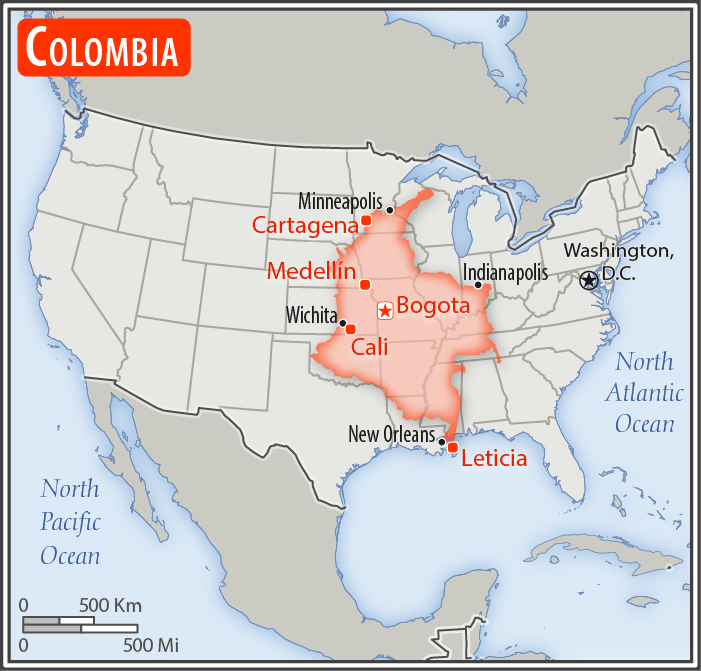 COLOMBIA
Minneapolis
Cartagena
Washington,
D.C.
Medellín
Indianapolis
Bogota
Wichita
Cali
North
Atlantic
Ocean
New Orleans
Leticia
North
Pacific
Ocean
0 500 Km
0 500 Mi